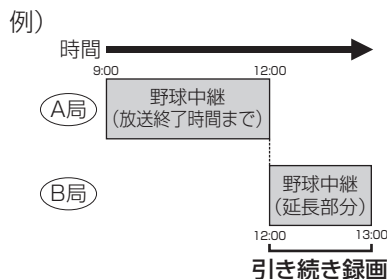 例)
時間
9:00 12:00
A局
野球中継
(放送終了時間まで)
B局
野球中継
(延長部分)
12:00 13:00
引き続き録画